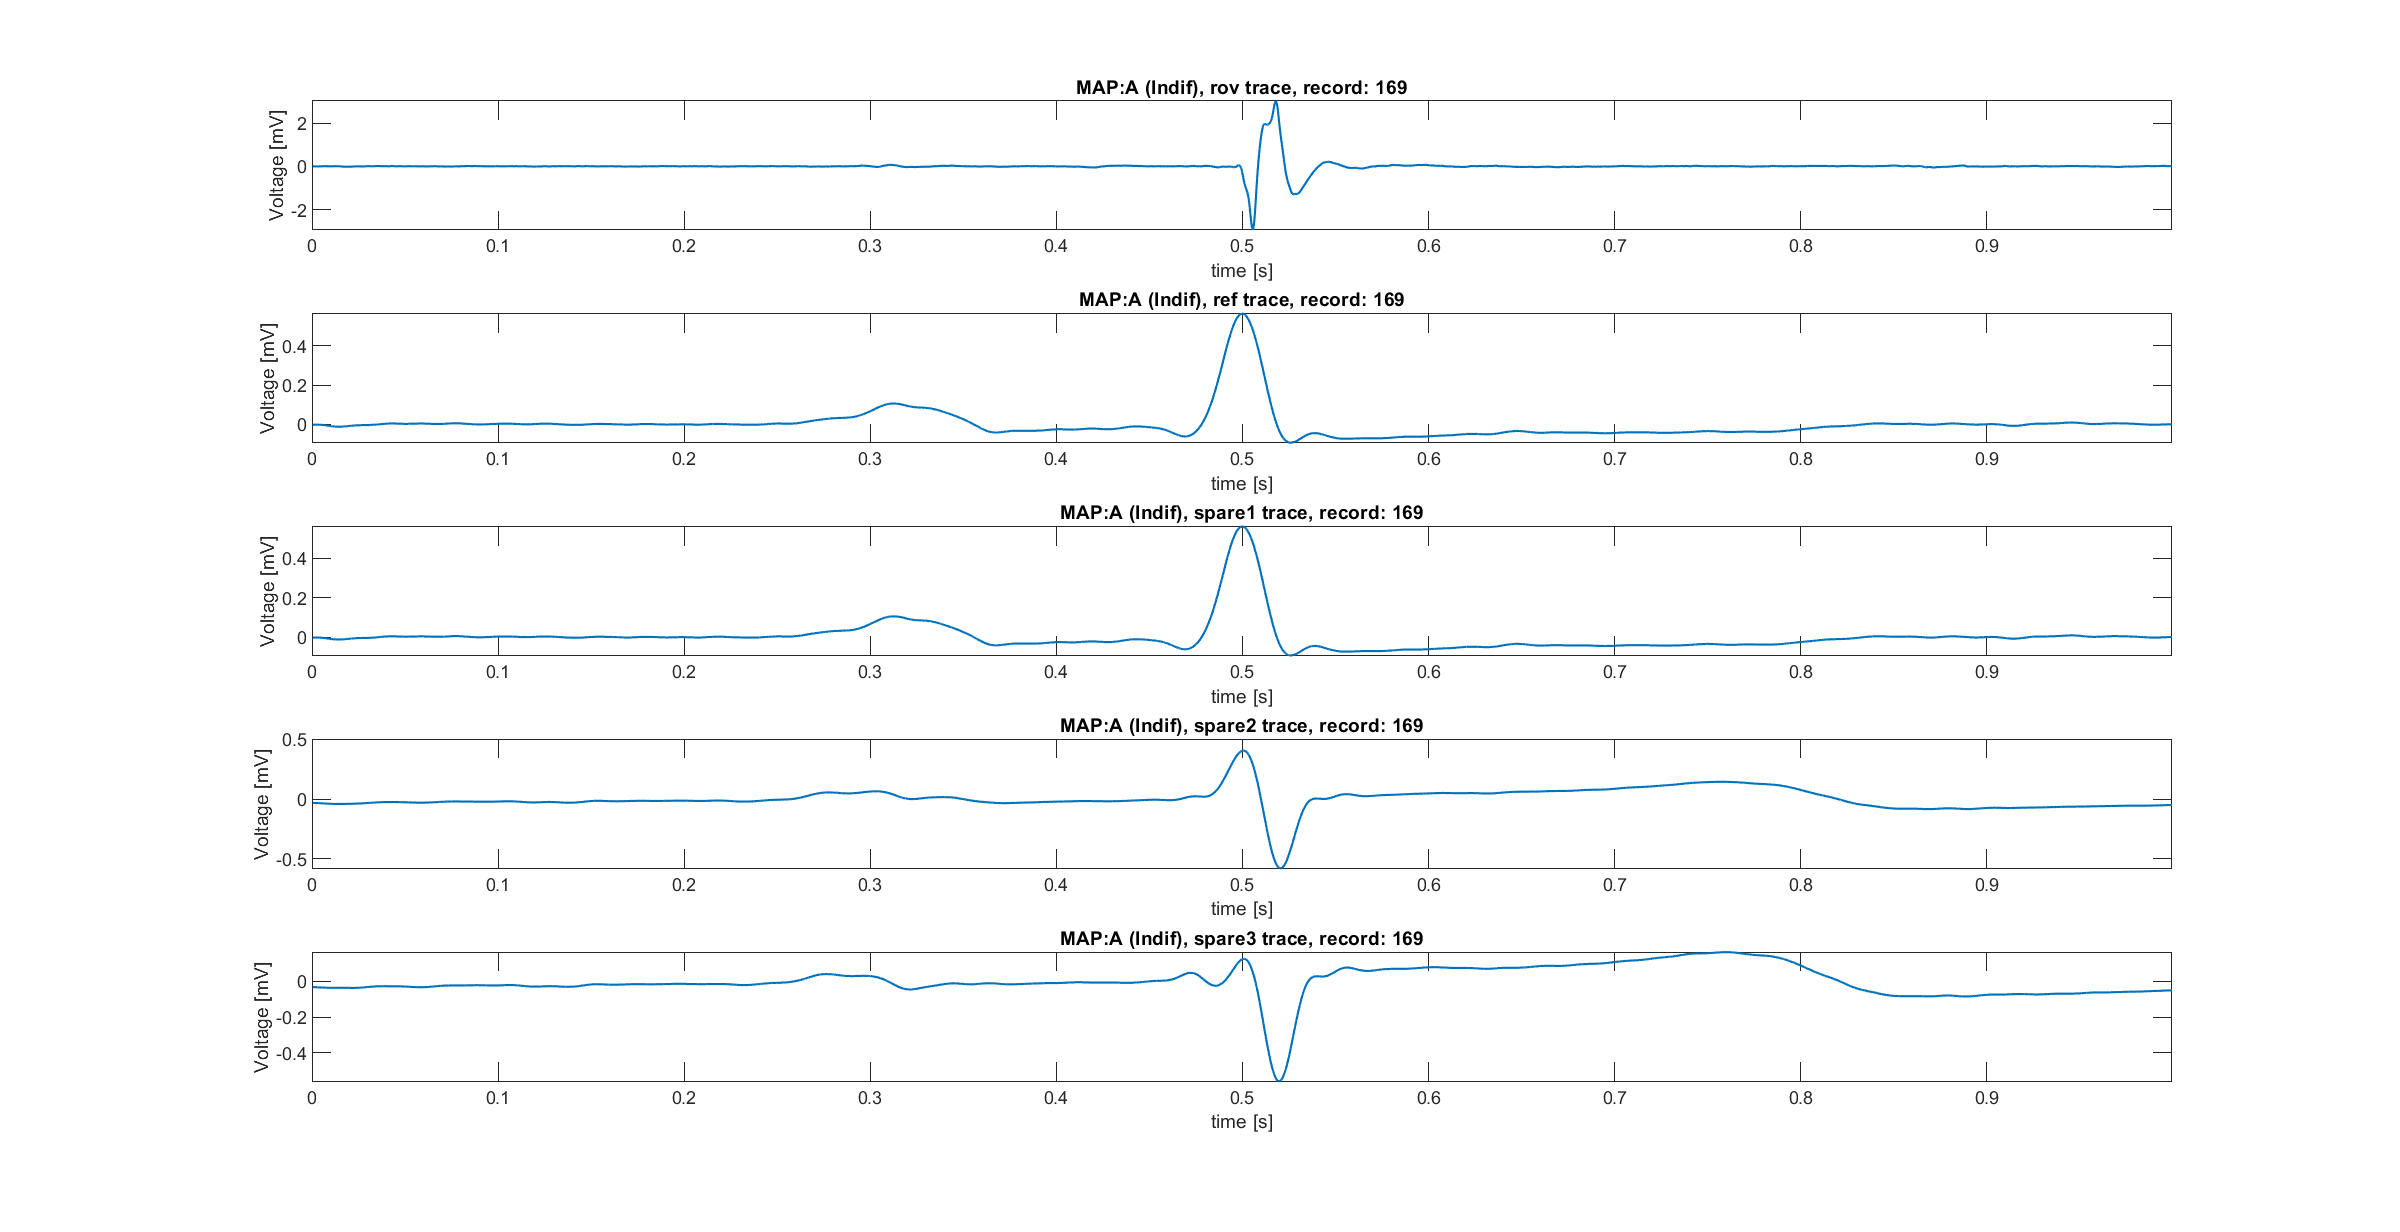 MAP:A (Indif), rov trace, record: 169
Voltage [mV]
2
0
-2
0 0.1 0.2 0.3 0.4 0.5 0.6 0.7 0.8 0.9
time [s]
MAP:A (Indif), ref trace, record: 169
Voltage [mV]
0.4
0.2
0
0 0.1 0.2 0.3 0.4 0.5 0.6 0.7 0.8 0.9
time [s]
MAP:A (Indif), spare1 trace, record: 169
Voltage [mV]
0.4
0.2
0
0 0.1 0.2 0.3 0.4 0.5 0.6 0.7 0.8 0.9
time [s]
MAP:A (Indif), spare2 trace, record: 169
Voltage [mV]
0.5
0
-0.5
0 0.1 0.2 0.3 0.4 0.5 0.6 0.7 0.8 0.9
time [s]
MAP:A (Indif), spare3 trace, record: 169
Voltage [mV]
0
-0.2
-0.4
0 0.1 0.2 0.3 0.4 0.5 0.6 0.7 0.8 0.9
time [s]